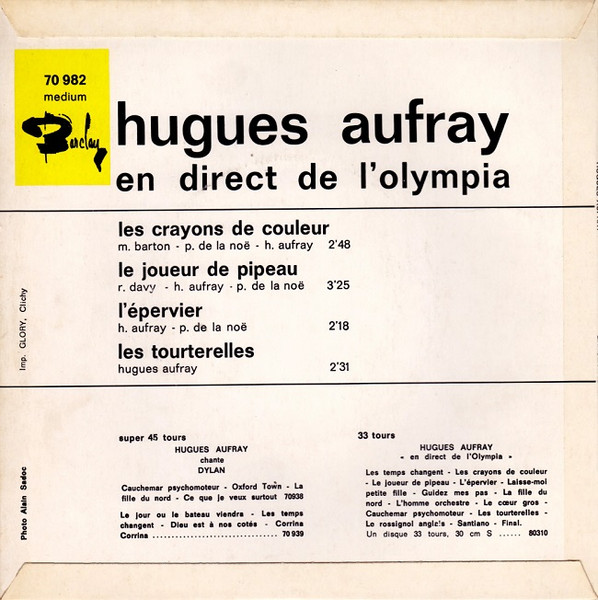 70 982
medium
Barclay
hugues aufray
en direct de l'olympia
les crayons de couleur
m. barton - p. de la noë - h. aufray 2'48
le joueur de pipeau
r. davy - h. aufray - p. de la noë 3'25
l'épervier
h. aufray - p. de la noë 2'18
les tourterelles
hugues aufray 2'31
Imp. GLORY, Clichy
Photo Alain Sadoc
super 45 tours
HUGUES AUFRAY
chante
DYLAN
Cauchemar psychomoteur - Oxford Town - La
fille du nord - Ce que je veux surtout 70938
Le jour ou le bateau viendra - Les temps
changent - Dieu est à nos cotés - Corrina
Corrina .............................. 70 939
33 tours
HUGUES AUFRAY
« en direct de l'Olympia »
Les temps changent - Les crayons de couleur
- Le joueur de pipeau - L'épervier - Laisse-moi
petite fille - Guidez mes pas - La fille du
nord - L'homme orchestre - Le cœur gros -
Cauchemar psychomoteur - Les tourterelles -
Le rossignol anglais - Santiano - Final.
Un disque 33 tours, 30 cm S ...... 80310